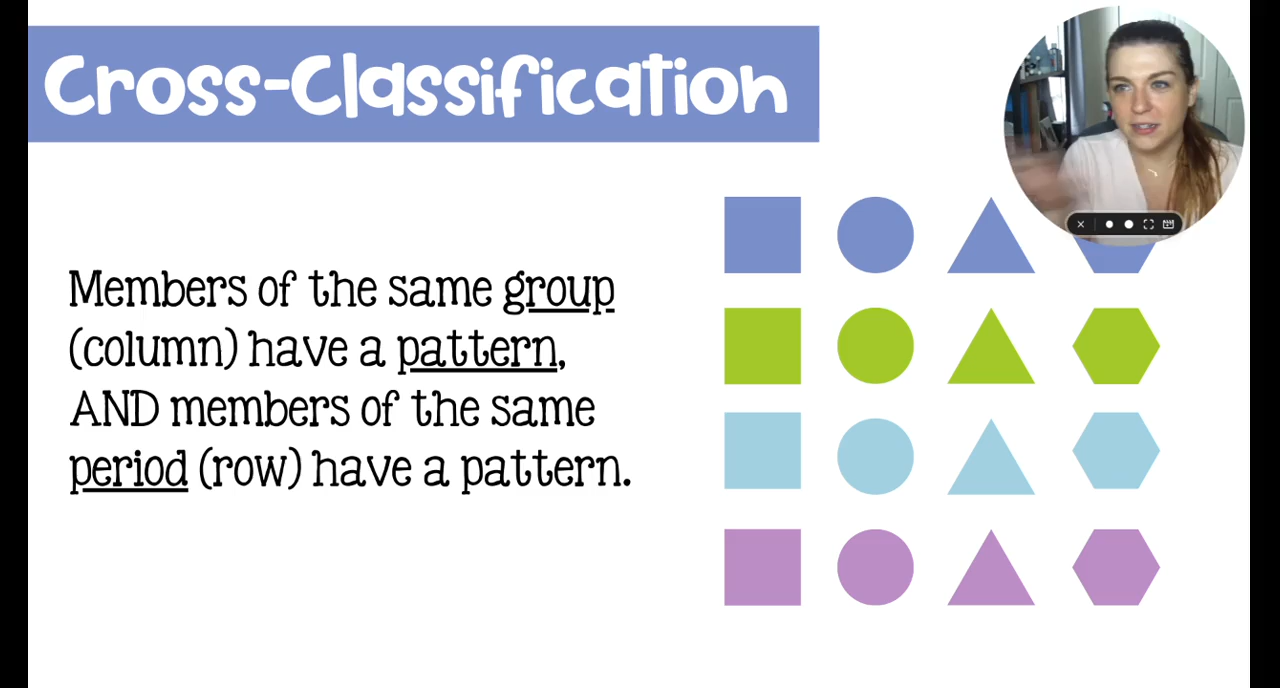 Cross-Classification
Members of the same group
(column) have a pattern,
AND members of the same
period (row) have a pattern.